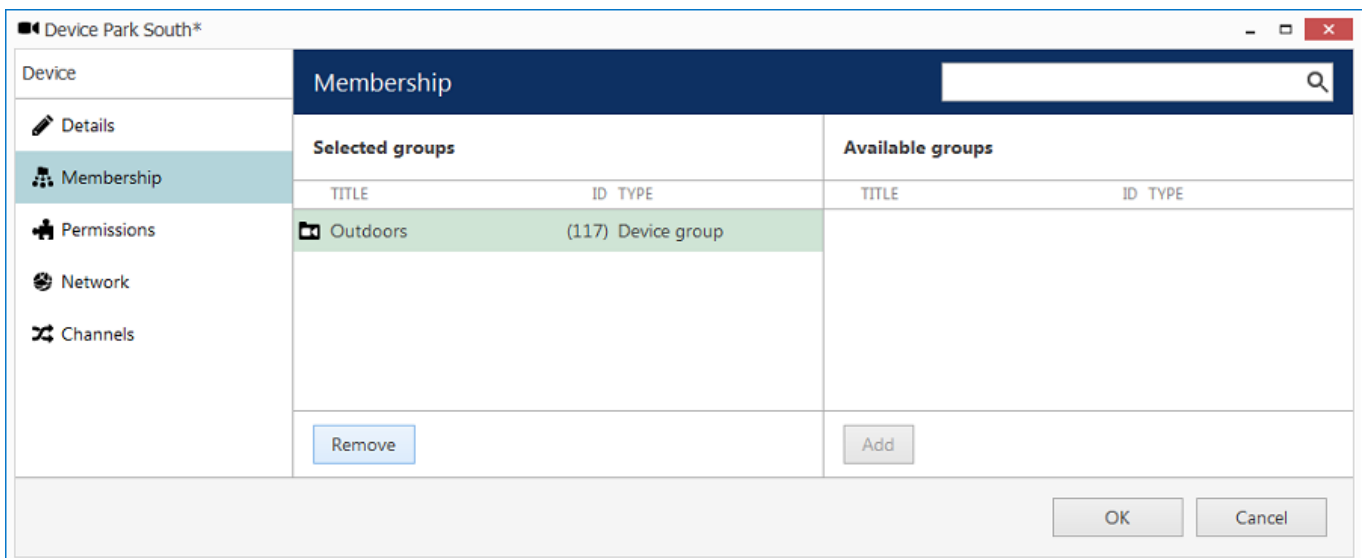 Device Park South*
Device
Details
Membership
Permissions
Network
Channels
Membership
Selected groups
TITLE ID TYPE
Outdoors (117) Device group
Remove
Available groups
TITLE ID TYPE
Add
OK Cancel